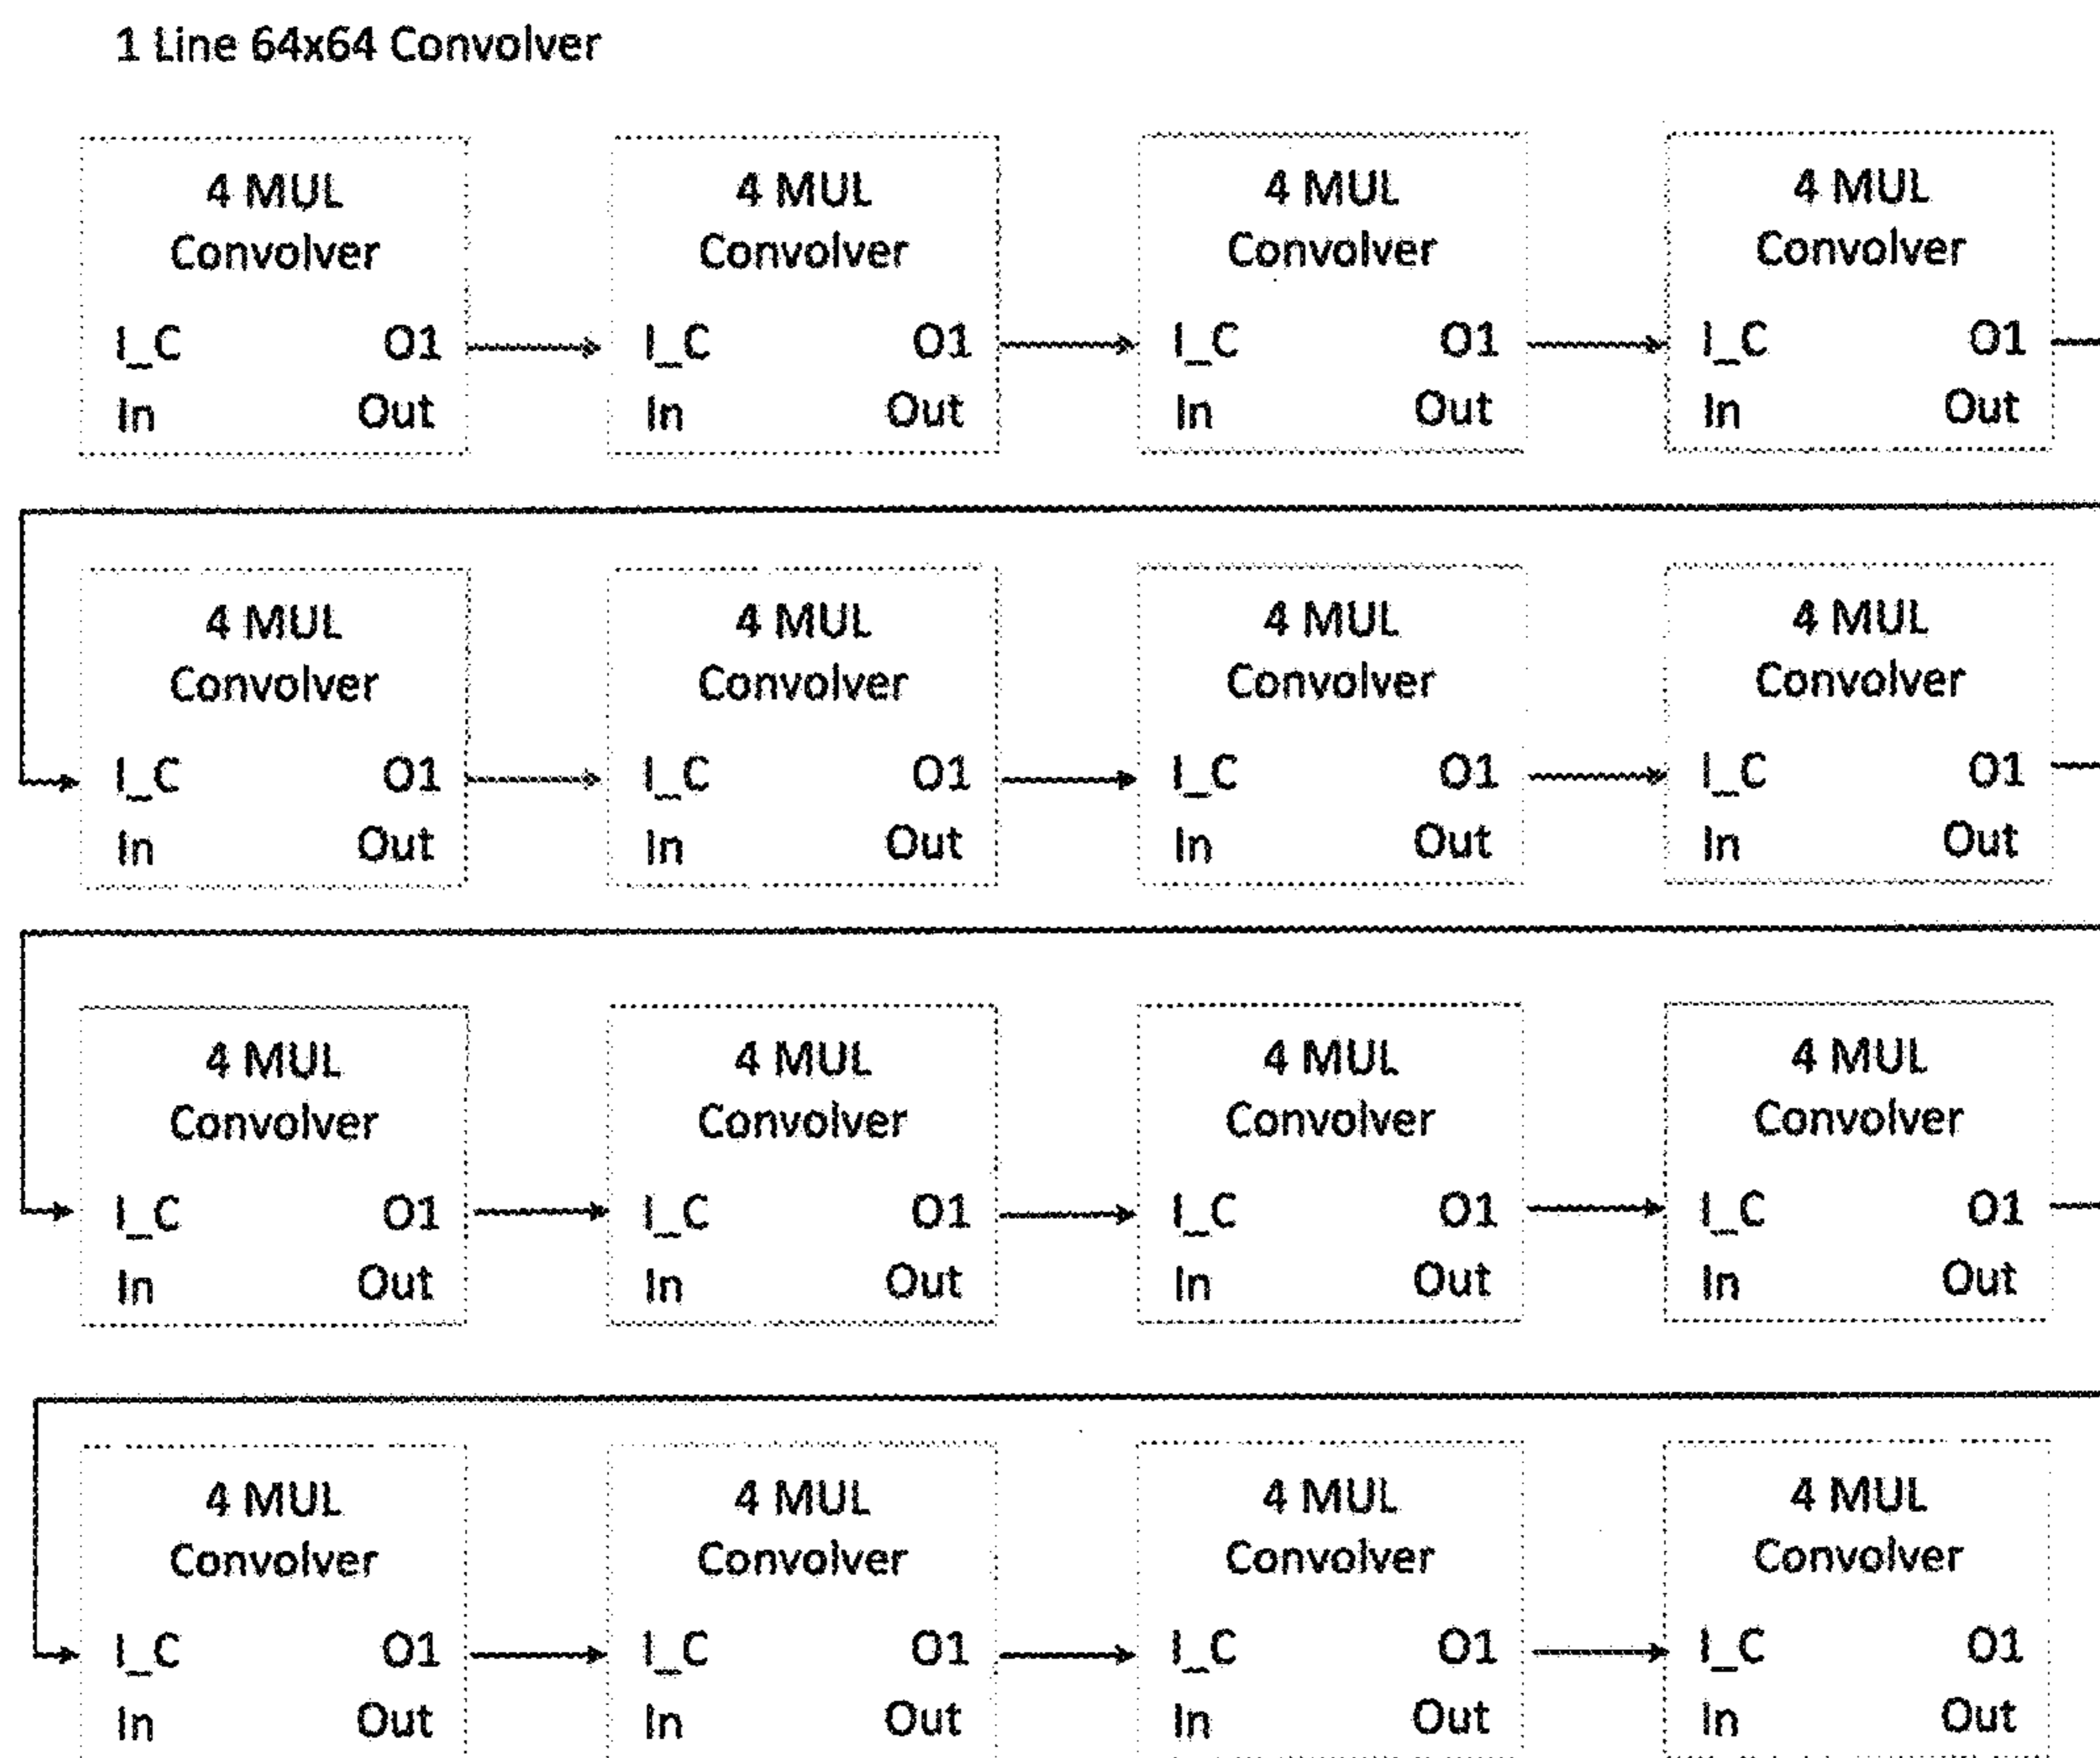 1 Line 64x64 Convolver
4 MUL 4 MUL 4 MUL 4 MUL
Convolver Convolver Convolver Convolver
I_C O1 I_C O1 I_C O1 I_C O1
In Out In Out In Out In Out
4 MUL 4 MUL 4 MUL 4 MUL
Convolver Convolver Convolver Convolver
I_C O1 I_C O1 I_C O1 I_C O1
In Out In Out In Out In Out
4 MUL 4 MUL 4 MUL 4 MUL
Convolver Convolver Convolver Convolver
I_C O1 I_C O1 I_C O1 I_C O1
In Out In Out In Out In Out
4 MUL 4 MUL 4 MUL 4 MUL
Convolver Convolver Convolver Convolver
I_C O1 I_C O1 I_C O1 I_C O1
In Out In Out In Out In Out